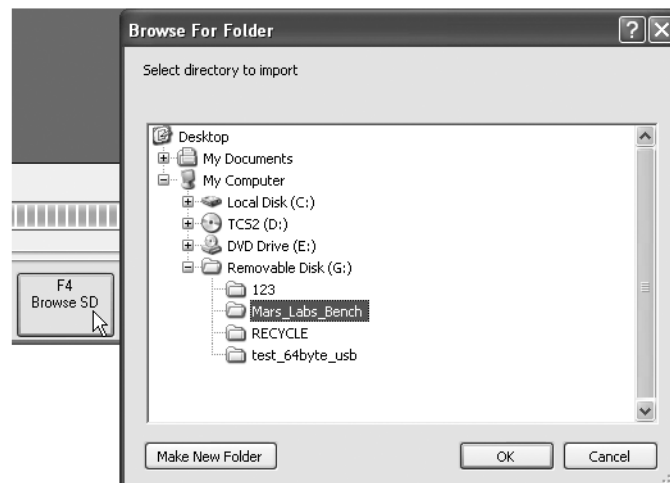 Browse For Folder
Select directory to import
Desktop
My Documents
My Computer
Local Disk (C:)
TCS2 (D:)
DVD Drive (E:)
Removable Disk (G:)
123
Mars_Labs_Bench
RECYCLE
test_64byte_usb
F4
Browse SD
Make New Folder
OK
Cancel